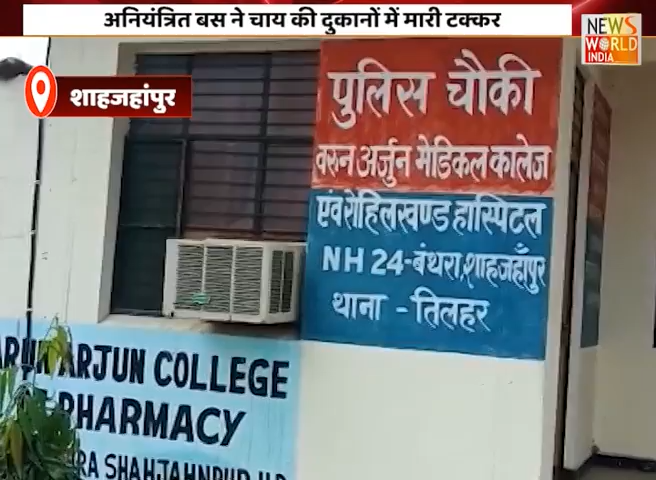 अनियंत्रित बस ने चाय की दुकानों में मारी टक्कर
NEWS
WORLD
INDIA
शाहजहांपुर
पुलिस चौकी
वरुन अर्जुन मेडिकल कालेज
एंव रोहिलखण्ड हास्पिटल
NH 24-बंथरा, शाहजहाँपुर
थाना - तिलहर
ARJUN COLLEGE
PHARMACY
SHAHJAHNPUR U.P